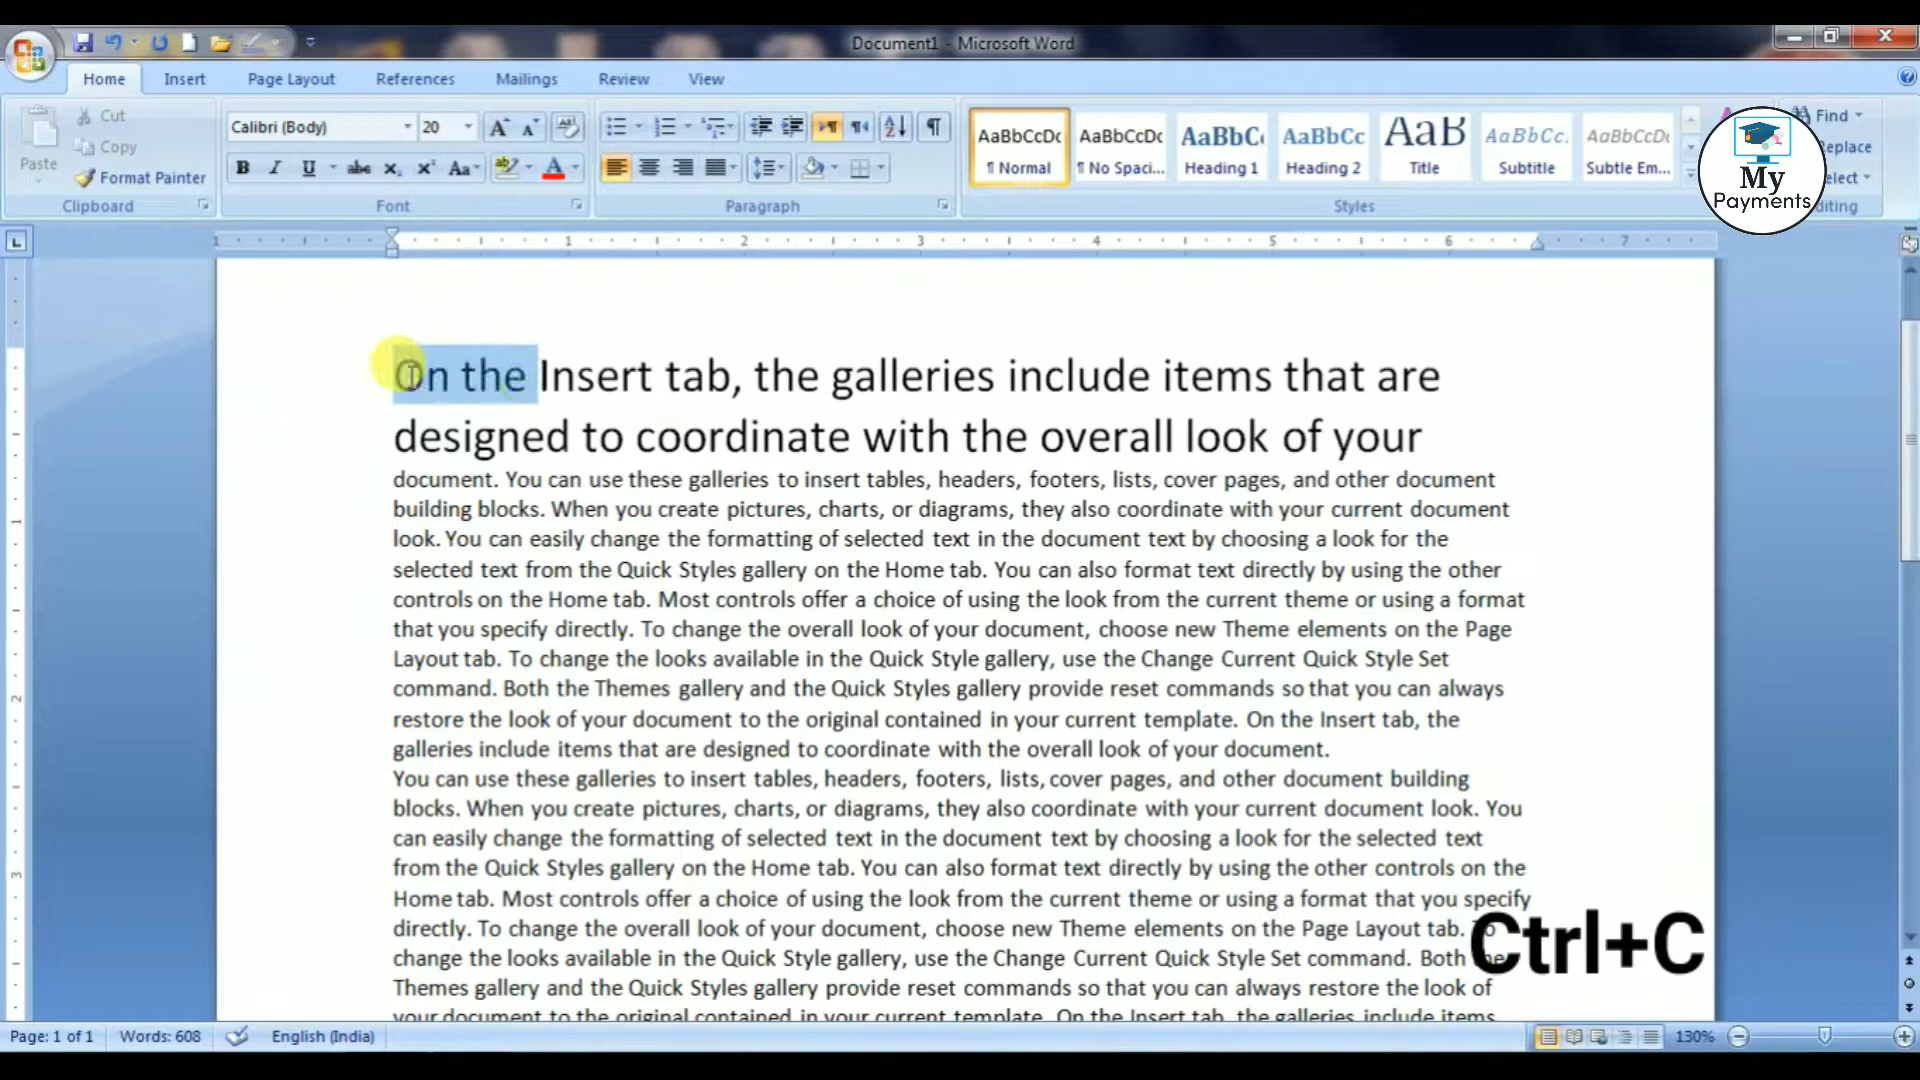 Document1 - Microsoft Word
Home Insert Page Layout References Mailings Review View
Paste
Cut
Copy
Format Painter
Clipboard
Calibri (Body) 20
Font
Paragraph
AaBbCcDc AaBbCcDc AaBbC AaBbCc AaB AaBbCc. AaBbCcDc
¶ Normal ¶ No Spaci... Heading 1 Heading 2 Title Subtitle Subtle Em...
Styles
Find
Replace
elect
diting
My
Payments
On the Insert tab, the galleries include items that are
designed to coordinate with the overall look of your
document. You can use these galleries to insert tables, headers, footers, lists, cover pages, and other document
building blocks. When you create pictures, charts, or diagrams, they also coordinate with your current document
look. You can easily change the formatting of selected text in the document text by choosing a look for the
selected text from the Quick Styles gallery on the Home tab. You can also format text directly by using the other
controls on the Home tab. Most controls offer a choice of using the look from the current theme or using a format
that you specify directly. To change the overall look of your document, choose new Theme elements on the Page
Layout tab. To change the looks available in the Quick Style gallery, use the Change Current Quick Style Set
command. Both the Themes gallery and the Quick Styles gallery provide reset commands so that you can always
restore the look of your document to the original contained in your current template. On the Insert tab, the
galleries include items that are designed to coordinate with the overall look of your document.
You can use these galleries to insert tables, headers, footers, lists, cover pages, and other document building
blocks. When you create pictures, charts, or diagrams, they also coordinate with your current document look. You
can easily change the formatting of selected text in the document text by choosing a look for the selected text
from the Quick Styles gallery on the Home tab. You can also format text directly by using the other controls on the
Home tab. Most controls offer a choice of using the look from the current theme or using a format that you specify
directly. To change the overall look of your document, choose new Theme elements on the Page Layout tab. To
change the looks available in the Quick Style gallery, use the Change Current Quick Style Set command. Both the
Themes gallery and the Quick Styles gallery provide reset commands so that you can always restore the look of
your document to the original contained in your current template. On the Insert tab, the galleries include items
Ctrl+C
Page: 1 of 1 Words: 608 English (India) 130%